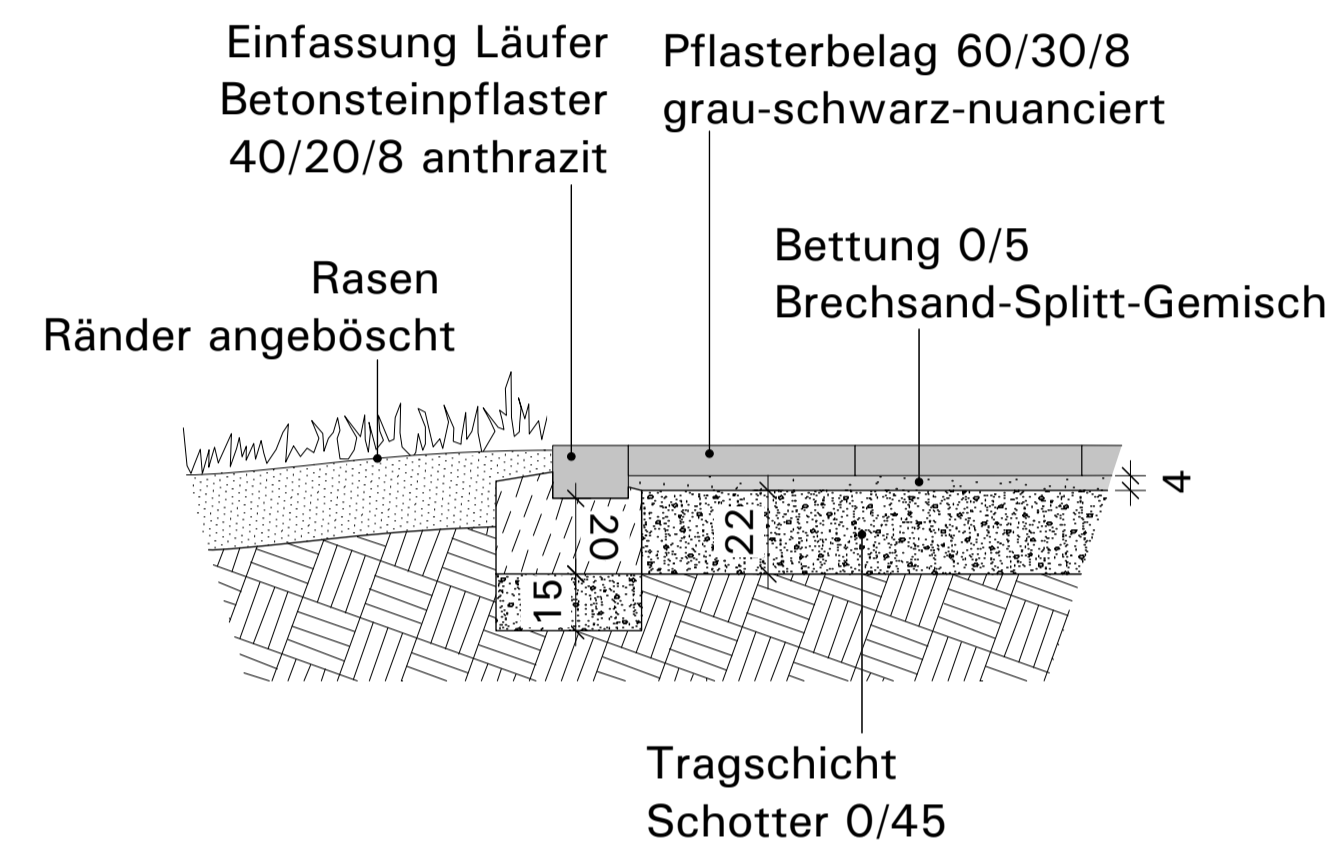 Einfassung Läufer
Betonsteinpflaster
40/20/8 anthrazit
Pflasterbelag 60/30/8
grau-schwarz-nuanciert
Bettung 0/5
Brechsand-Splitt-Gemisch
Rasen
Ränder angeböscht
4
20
22
15
Tragschicht
Schotter 0/45